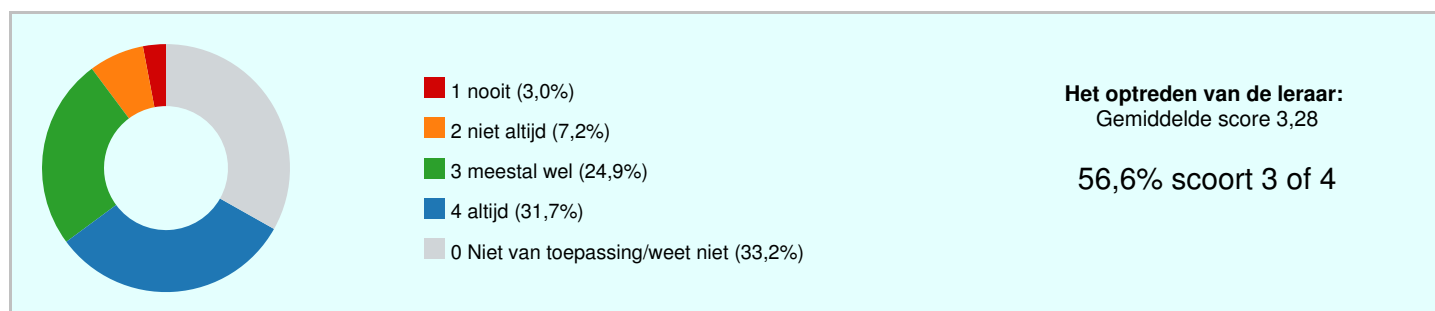 1 nooit (3,0%)
2 niet altijd (7,2%)
3 meestal wel (24,9%)
4 altijd (31,7%)
0 Niet van toepassing/weet niet (33,2%)
Het optreden van de leraar:
Gemiddelde score 3,28
56,6% scoort 3 of 4